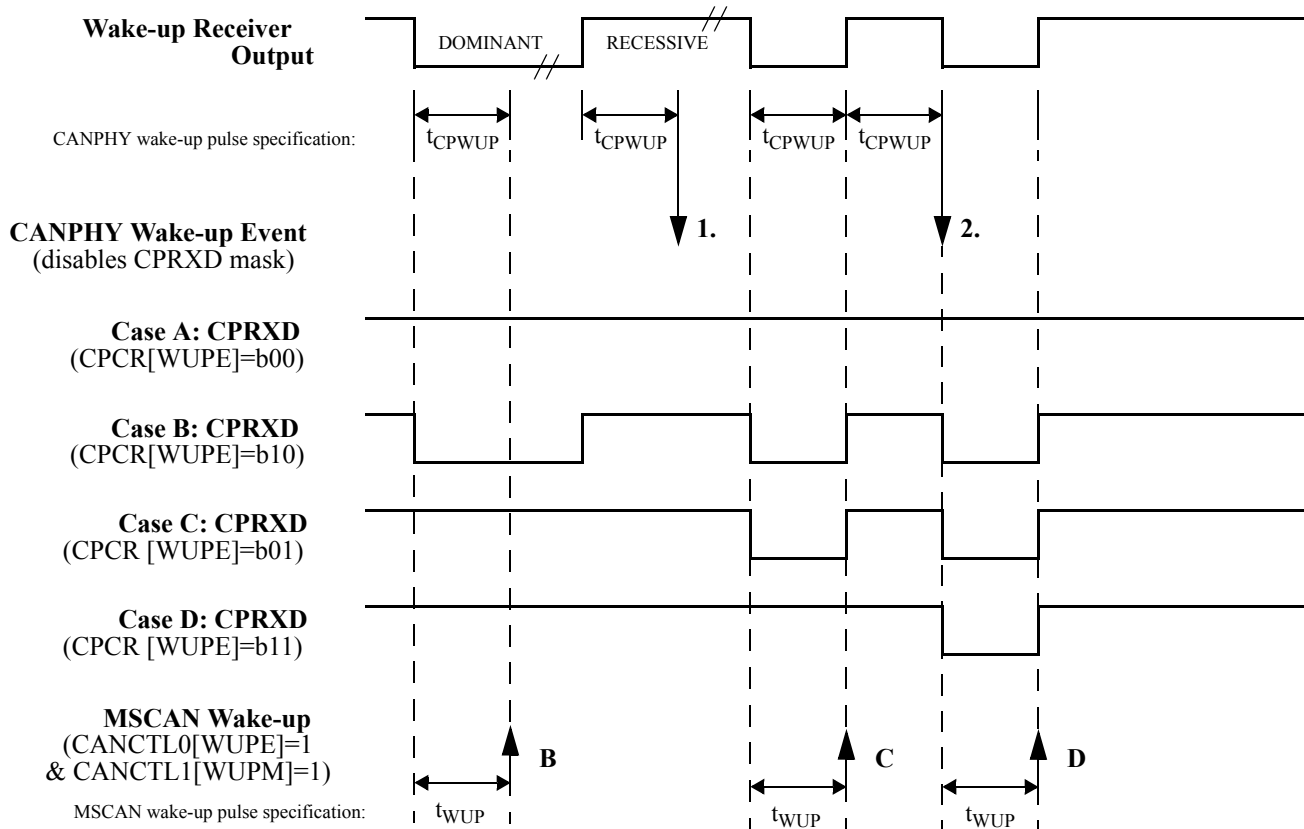 Wake-up Receiver
Output
DOMINANT
RECESSIVE
CANPHY wake-up pulse specification:
tCPWUP
tCPWUP
tCPWUP
tCPWUP
CANPHY Wake-up Event
(disables CPRXD mask)
1.
2.
Case A: CPRXD
(CPCR[WUPE]=b00)
Case B: CPRXD
(CPCR[WUPE]=b10)
Case C: CPRXD
(CPCR [WUPE]=b01)
Case D: CPRXD
(CPCR [WUPE]=b11)
MSCAN Wake-up
(CANCTL0[WUPE]=1
& CANCTL1[WUPM]=1)
B
C
D
MSCAN wake-up pulse specification:
tWUP
tWUP
tWUP